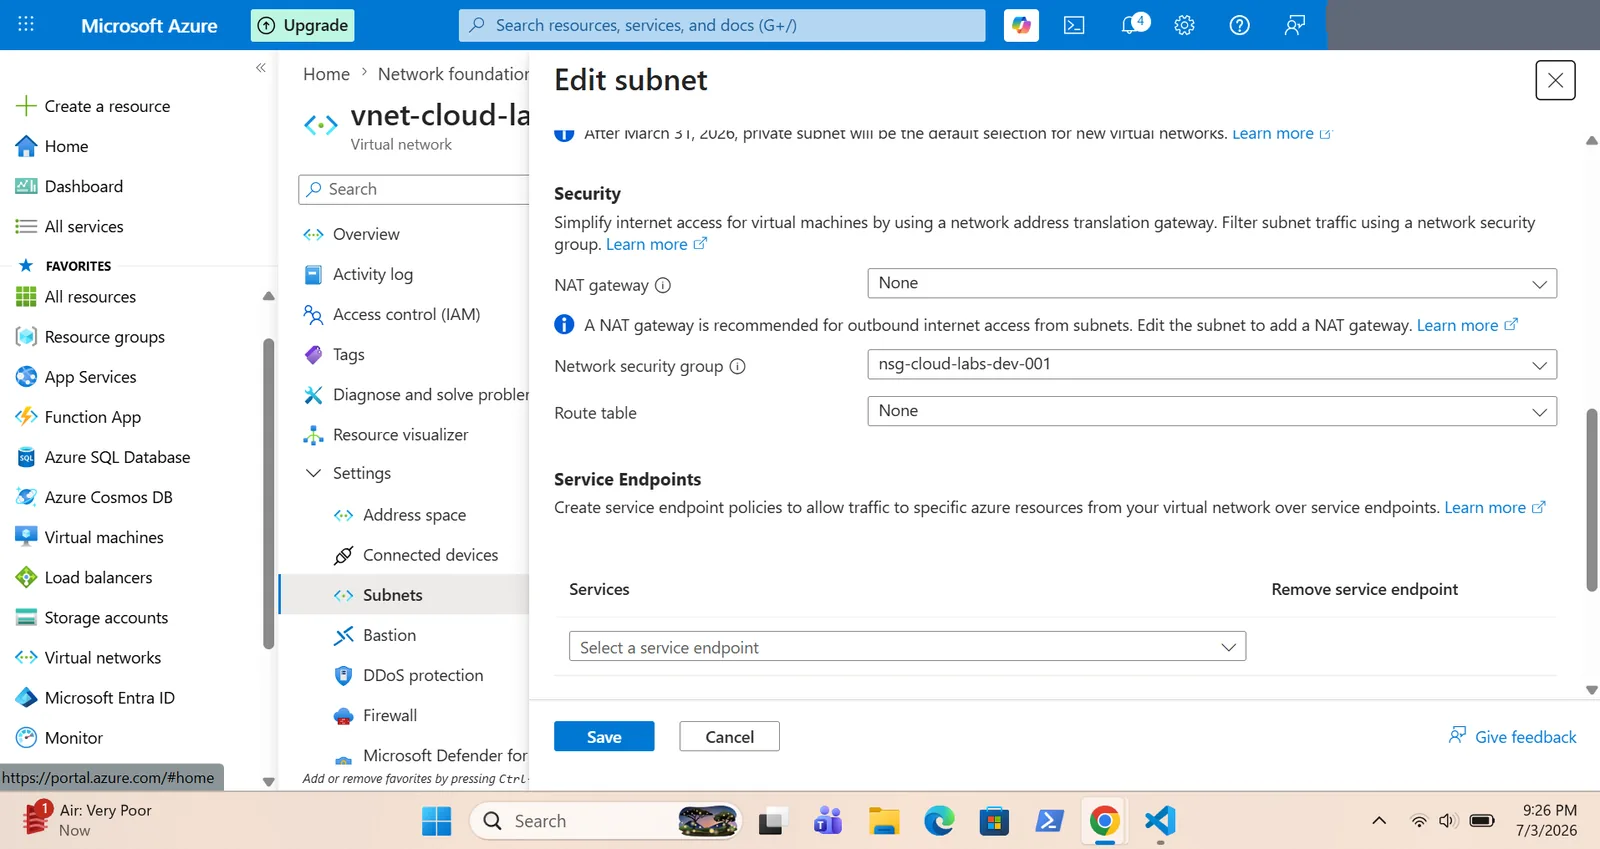 Microsoft Azure
Upgrade
Search resources, services, and docs (G+/)
4
«
Create a resource
Home
Dashboard
All services
FAVORITES
All resources
Resource groups
App Services
Function App
SQL
Azure SQL Database
Azure Cosmos DB
Virtual machines
Load balancers
Storage accounts
Virtual networks
Microsoft Entra ID
Monitor
https://portal.azure.com/#home
Home > Network foundation
vnet-cloud-la
Virtual network
Search
Overview
Activity log
Access control (IAM)
Tags
Diagnose and solve problem
Resource visualizer
Settings
Address space
Connected devices
Subnets
Bastion
DDoS protection
Firewall
Microsoft Defender for
Add or remove favorites by pressing Ctrl-
Edit subnet
After March 31, 2026, private subnet will be the default selection for new virtual networks. Learn more
Security
Simplify internet access for virtual machines by using a network address translation gateway. Filter subnet traffic using a network security
group. Learn more
NAT gateway
None
A NAT gateway is recommended for outbound internet access from subnets. Edit the subnet to add a NAT gateway. Learn more
Network security group
nsg-cloud-labs-dev-001
Route table
None
Service Endpoints
Create service endpoint policies to allow traffic to specific azure resources from your virtual network over service endpoints. Learn more
Services
Remove service endpoint
Select a service endpoint
Save
Cancel
Give feedback
1
Air: Very Poor
Now
Search
9:26 PM
7/3/2026